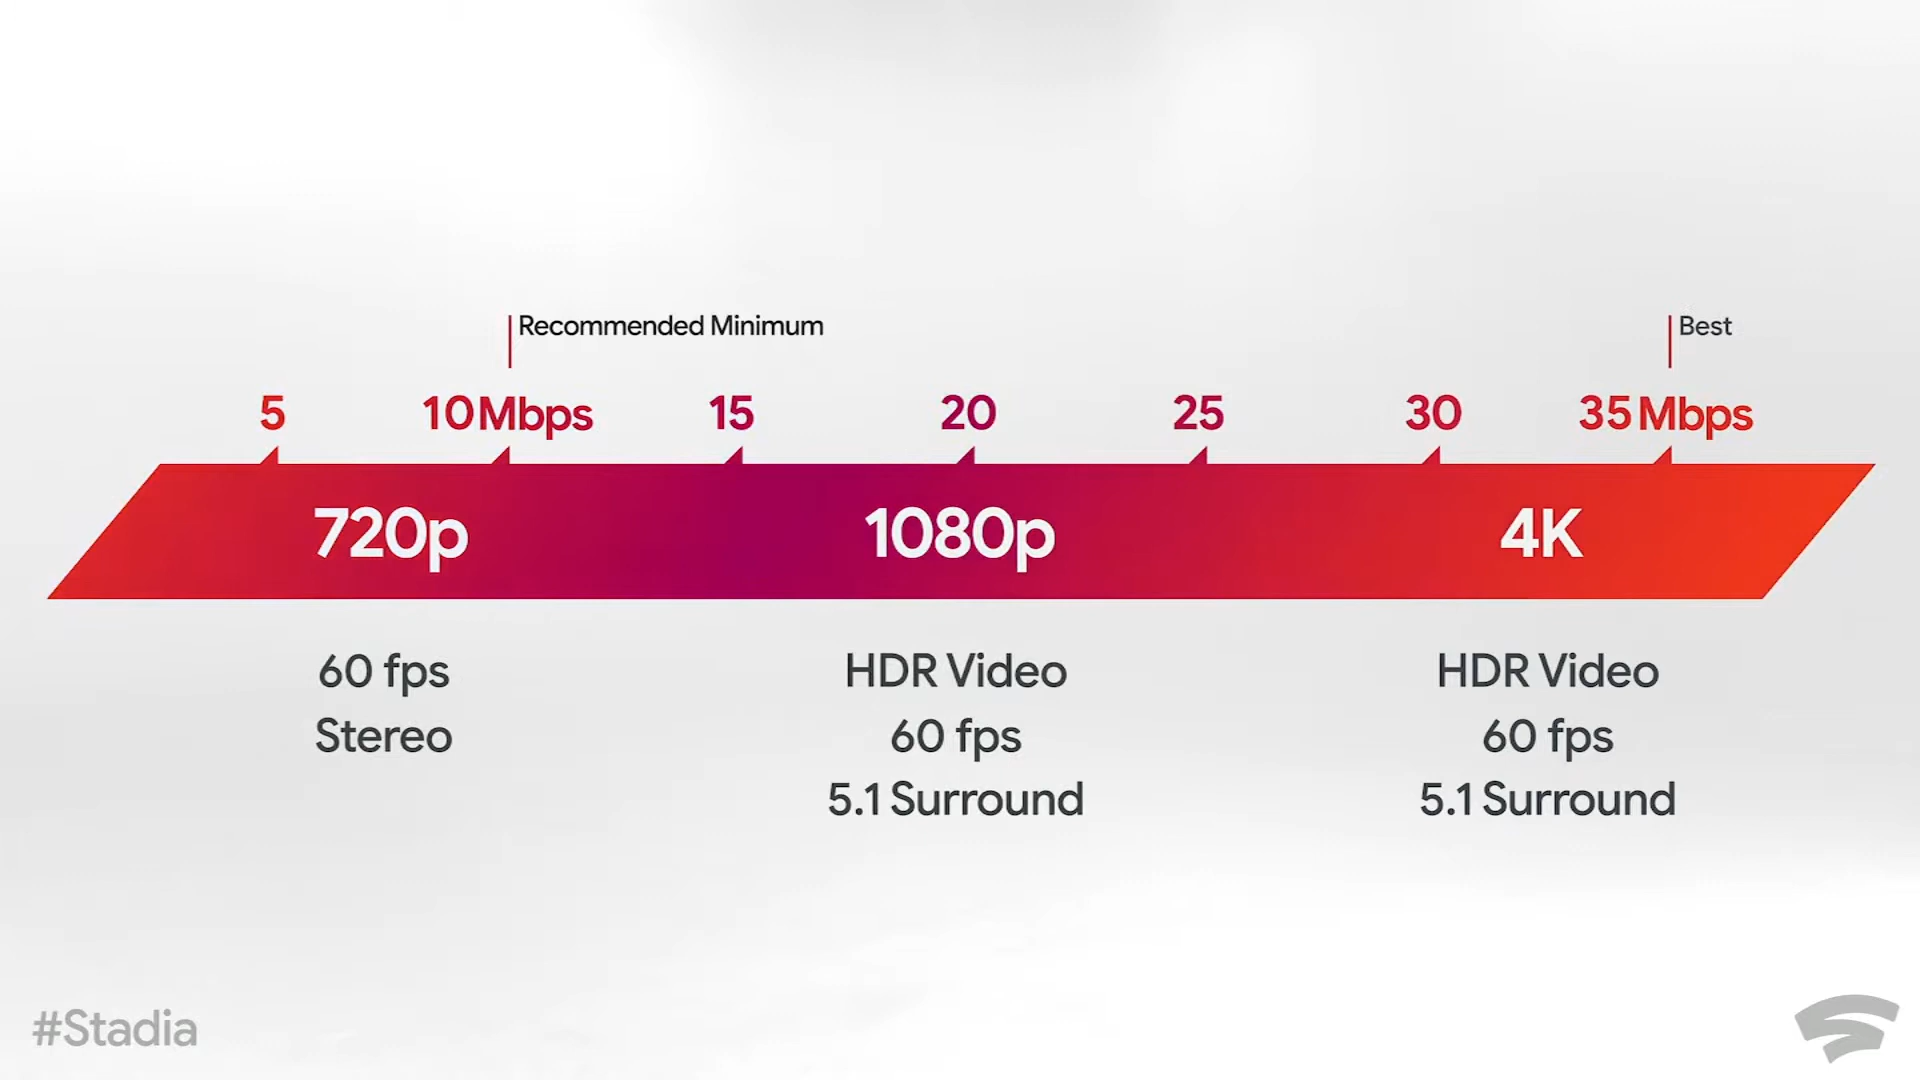 Recommended Minimum
Best
5 10 Mbps 15 20 25 30 35 Mbps
720p 1080p 4K
60 fps HDR Video HDR Video
Stereo 60 fps 60 fps
5.1 Surround 5.1 Surround
#Stadia